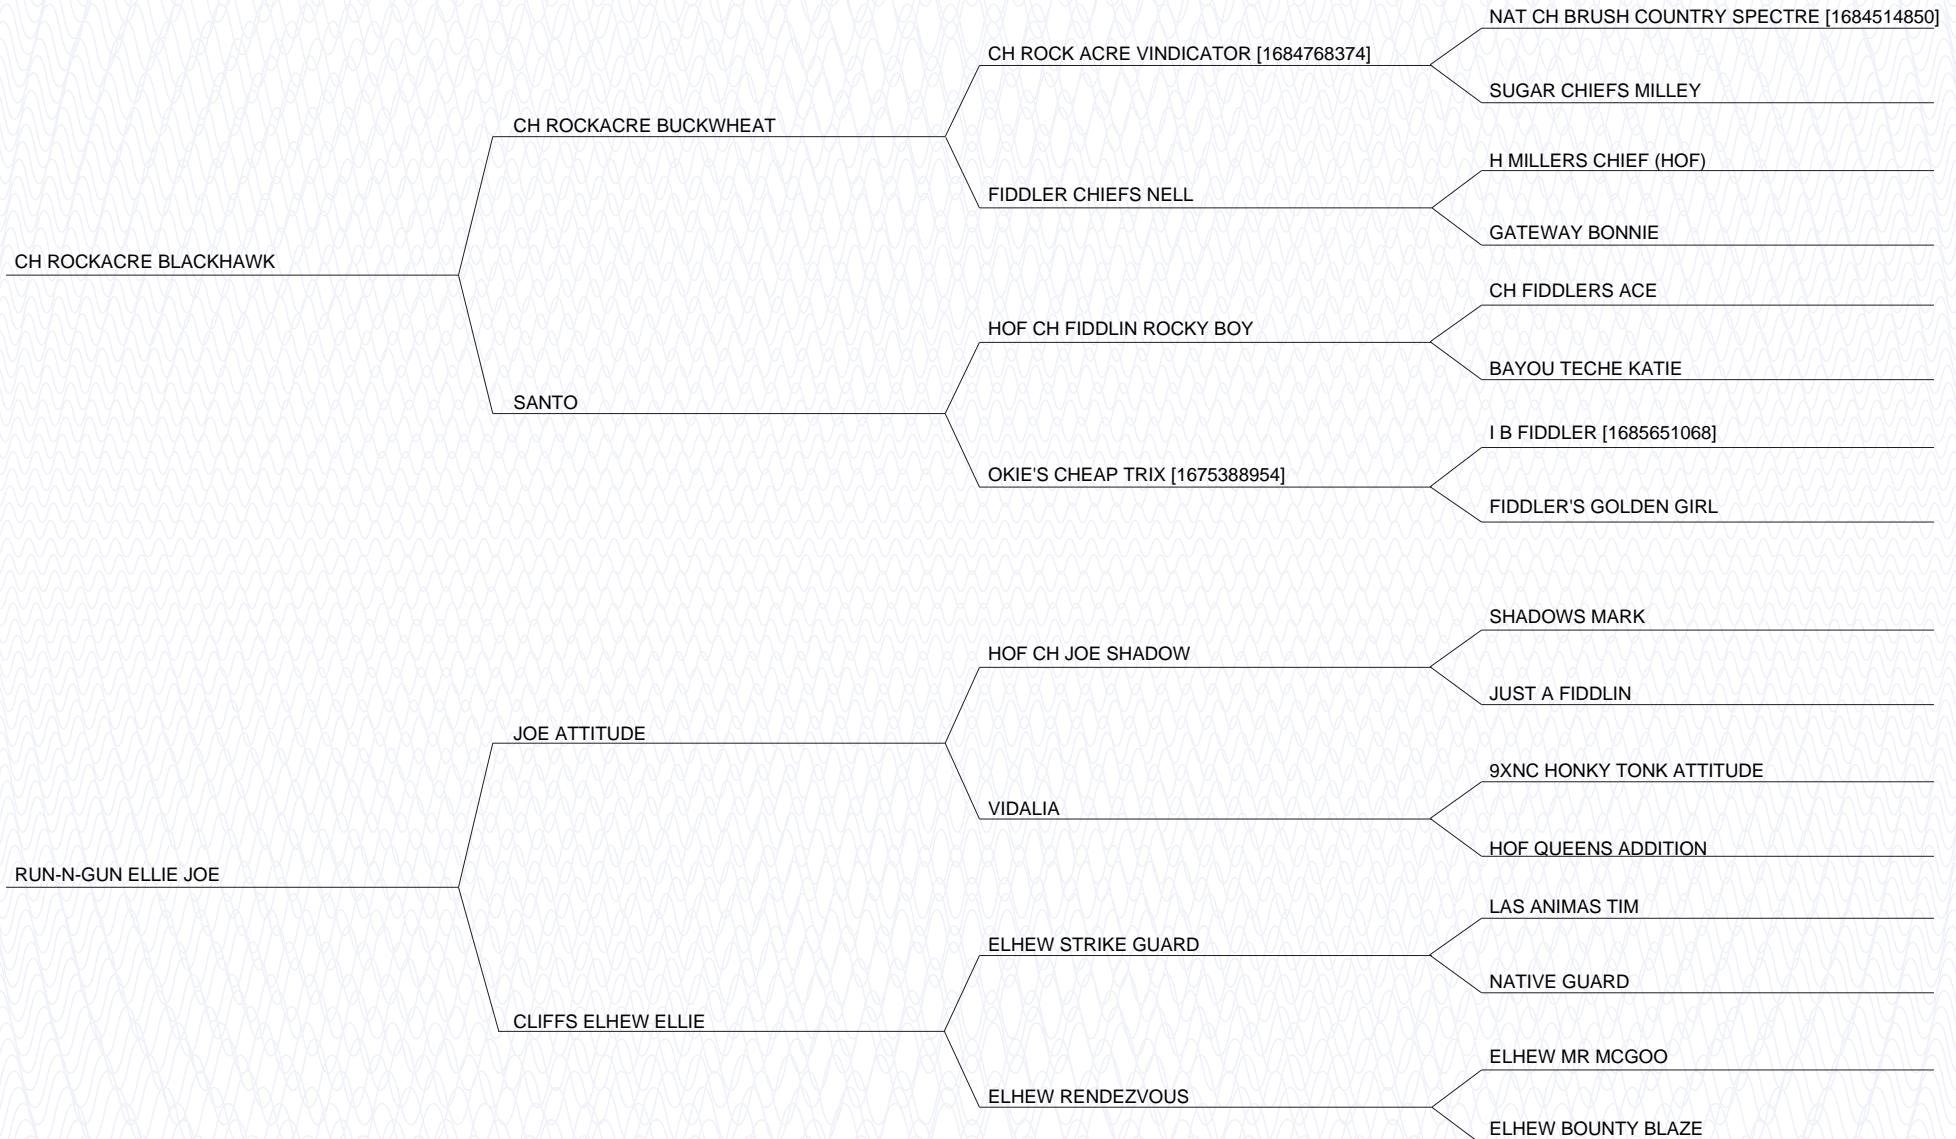 NAT CH BRUSH COUNTRY SPECTRE [1684514850]
CH ROCK ACRE VINDICATOR [1684768374]
SUGAR CHIEFS MILLEY
CH ROCKACRE BUCKWHEAT
H MILLERS CHIEF (HOF)
FIDDLER CHIEFS NELL
GATEWAY BONNIE
CH ROCKACRE BLACKHAWK
CH FIDDLERS ACE
HOF CH FIDDLIN ROCKY BOY
BAYOU TECHE KATIE
SANTO
I B FIDDLER [1685651068]
OKIE'S CHEAP TRIX [1675388954]
FIDDLER'S GOLDEN GIRL
SHADOWS MARK
HOF CH JOE SHADOW
JUST A FIDDLIN
JOE ATTITUDE
9XNC HONKY TONK ATTITUDE
VIDALIA
HOF QUEENS ADDITION
RUN-N-GUN ELLIE JOE
LAS ANIMAS TIM
ELHEW STRIKE GUARD
NATIVE GUARD
CLIFFS ELHEW ELLIE
ELHEW MR MCGOO
ELHEW RENDEZVOUS
ELHEW BOUNTY BLAZE